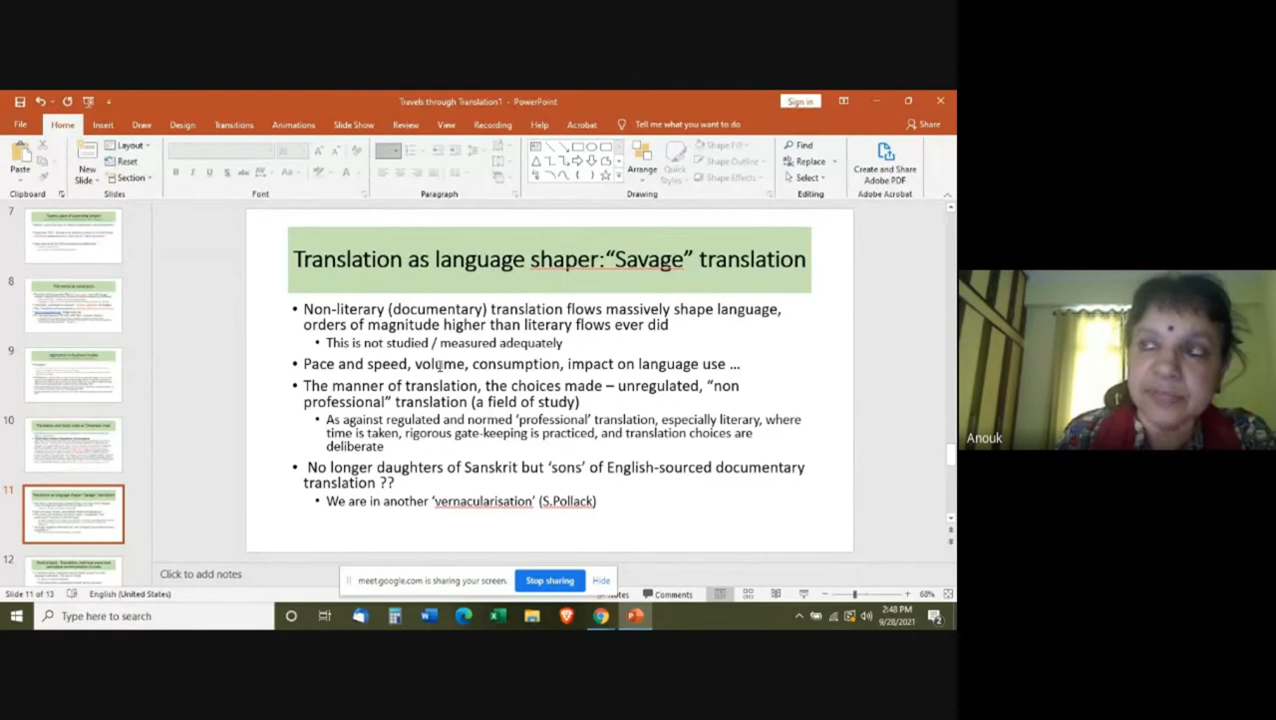 Travels through Translation1 - PowerPoint
Sign in
File Home Insert Draw Design Transitions Animations Slide Show Review View Recording Help Acrobat Tell me what you want to do Share
Paste
New Slide
Layout
Reset
Section
Arrange
Quick Styles
Shape Fill
Shape Outline
Shape Effects
Find
Replace
Select
Create and Share Adobe PDF
Clipboard Slides Font Paragraph Drawing Editing Adobe Acrobat
7
8
9
10
11
12
Translation as language shaper:“Savage” translation
• Non-literary (documentary) translation flows massively shape language,
orders of magnitude higher than literary flows ever did
• This is not studied / measured adequately
• Pace and speed, volume, consumption, impact on language use ...
• The manner of translation, the choices made – unregulated, “non
professional” translation (a field of study)
• As against regulated and normed ‘professional’ translation, especially literary, where
time is taken, rigorous gate-keeping is practiced, and translation choices are
deliberate
• No longer daughters of Sanskrit but ‘sons’ of English-sourced documentary
translation ??
• We are in another ‘vernacularisation’ (S.Pollack)
Click to add notes
meet.google.com is sharing your screen. Stop sharing Hide
Slide 11 of 13 English (United States) Comments 68%
Type here to search
2:48 PM
9/28/2021
2
Anouk